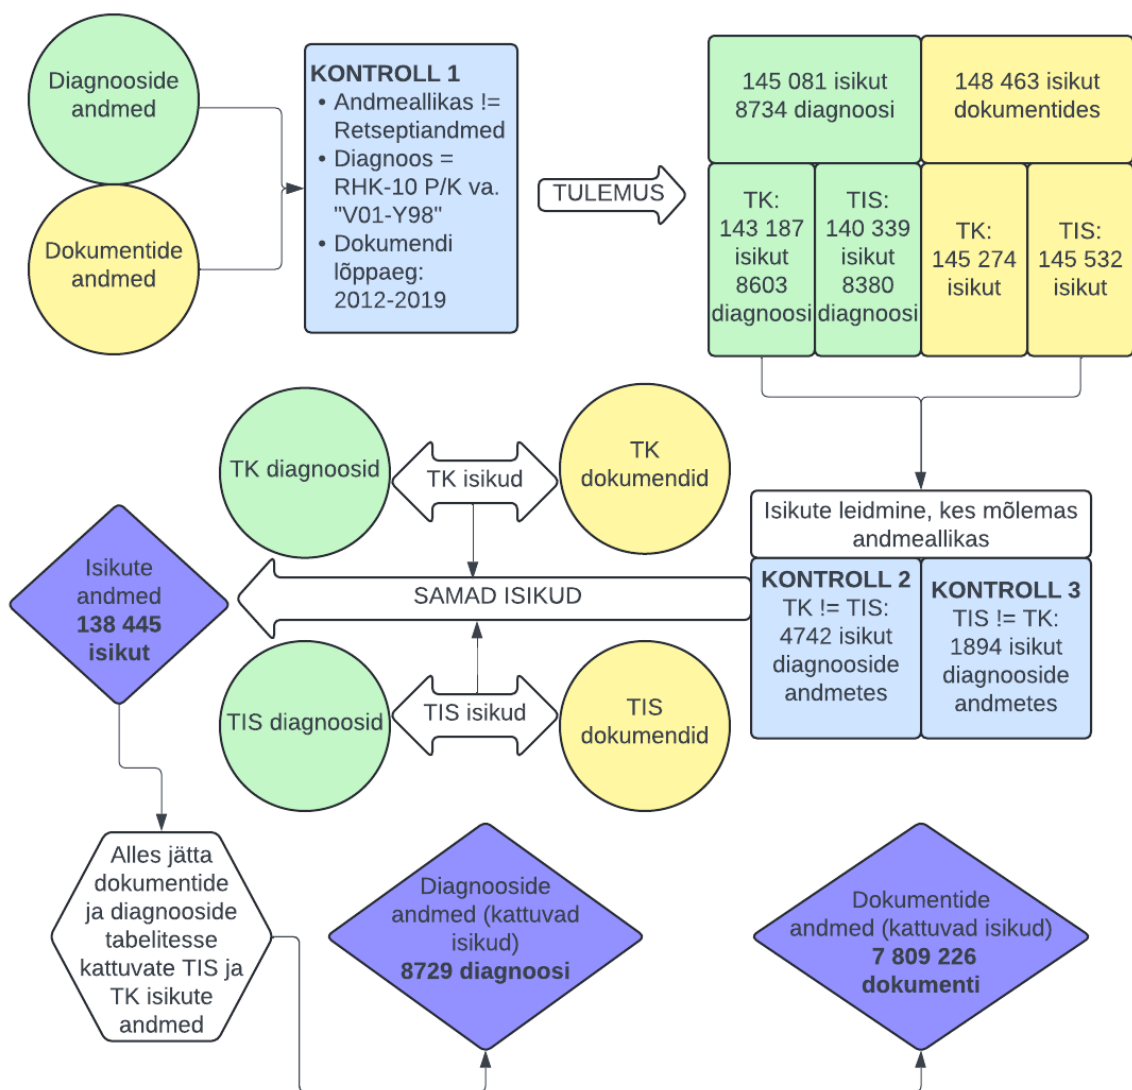 Diagnooside
andmed
Dokumentide
andmed
KONTROLL 1
• Andmeallikas !=
Retseptiandmed
• Diagnoos =
RHK-10 P/K va.
"V01-Y98"
• Dokumendi
lõppaeg:
2012-2019
TULEMUS
145 081 isikut
8734 diagnoosi
148 463 isikut
dokumentides
TK:
143 187
isikut
8603
diagnoosi
TIS:
140 339
isikut
8380
diagnoosi
TK:
145 274
isikut
TIS:
145 532
isikut
TK diagnoosid
TK isikud
TK
dokumendid
Isikute leidmine, kes mõlemas
andmeallikas
KONTROLL 2
TK != TIS:
4742 isikut
diagnooside
andmetes
KONTROLL 3
TIS != TK:
1894 isikut
diagnooside
andmetes
SAMAD ISIKUD
Isikute
andmed
138 445
isikut
TIS diagnoosid
TIS isikud
TIS
dokumendid
Alles jätta
dokumentide
ja diagnooside
tabelitesse
kattuvate TIS ja
TK isikute
andmed
Diagnooside
andmed (kattuvad
isikud)
8729 diagnoosi
Dokumentide
andmed (kattuvad isikud)
7 809 226
dokumenti